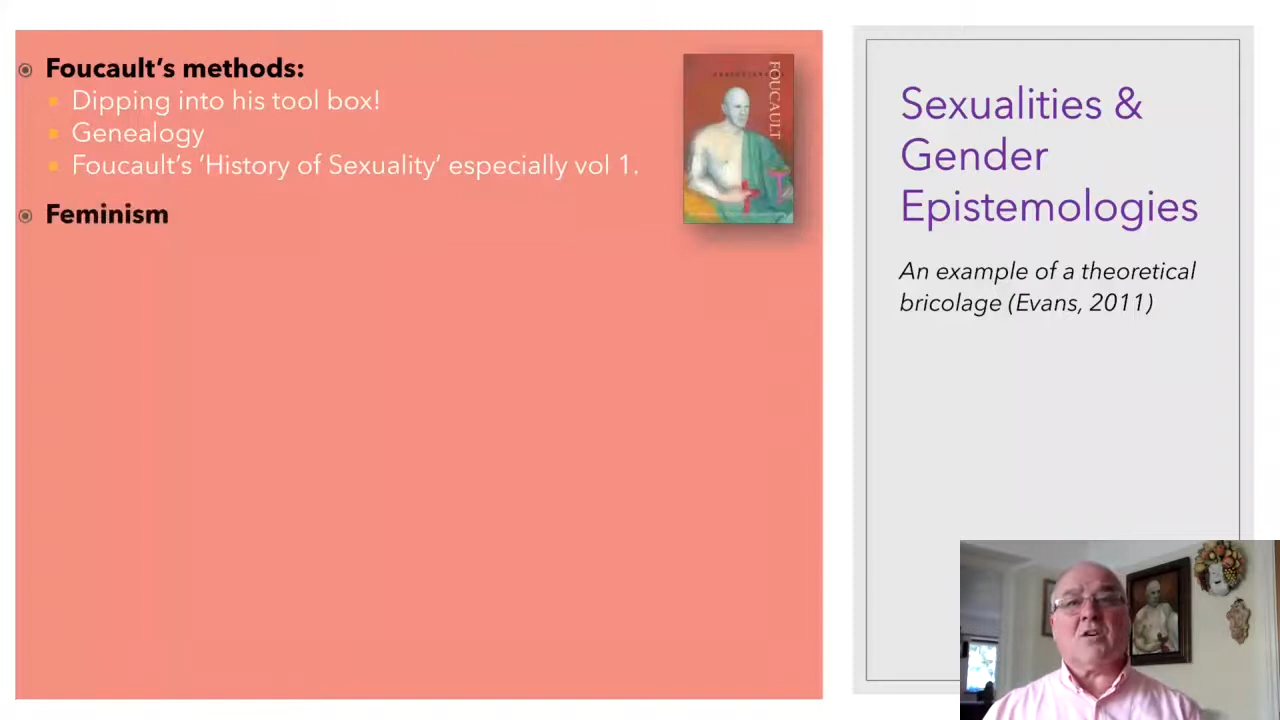 Foucault's methods:
Dipping into his tool box!
Genealogy
Foucault's 'History of Sexuality' especially vol 1.
Feminism
FOUCAULT
Sexualities &
Gender
Epistemologies
An example of a theoretical
bricolage (Evans, 2011)